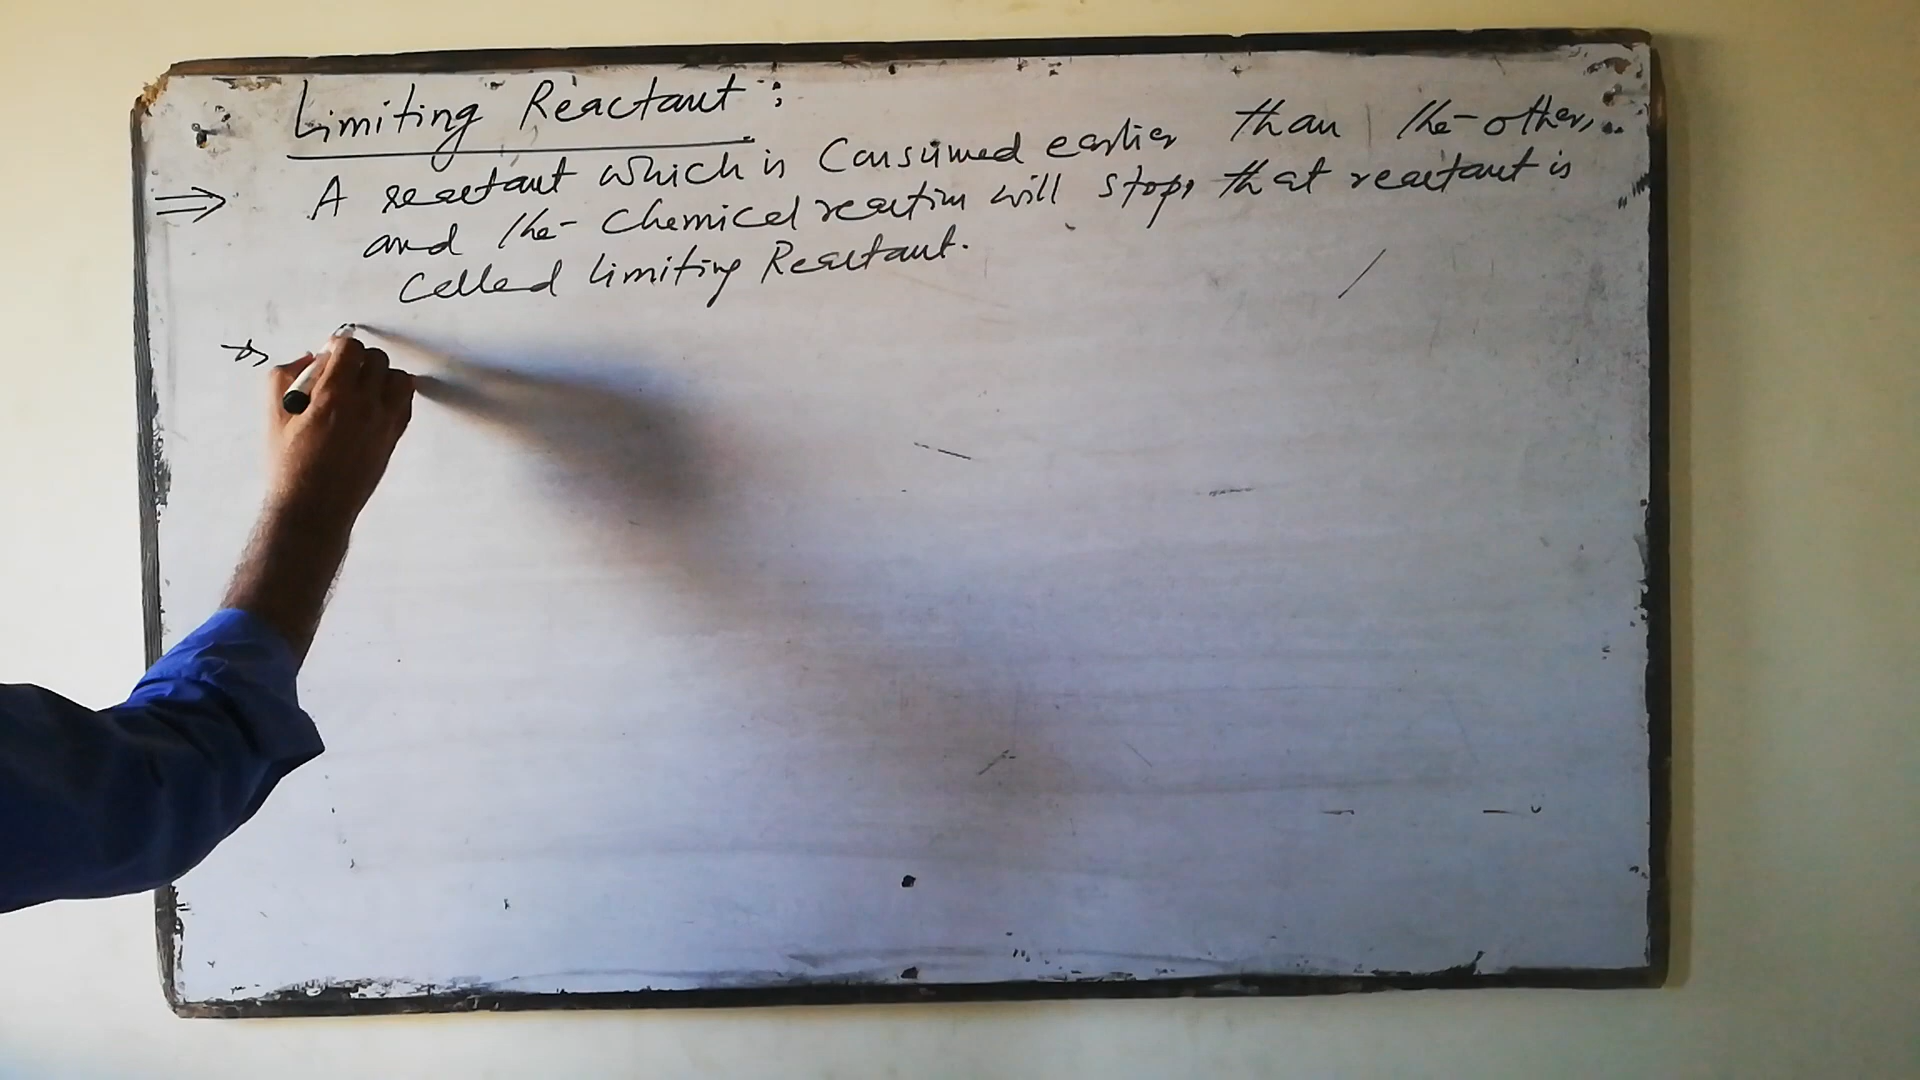 Limiting Reactant :
⇒ A reactant which is Consumed earlier than the other,
and the Chemical reaction will stop, that reactant is
Called limiting Reactant.
→